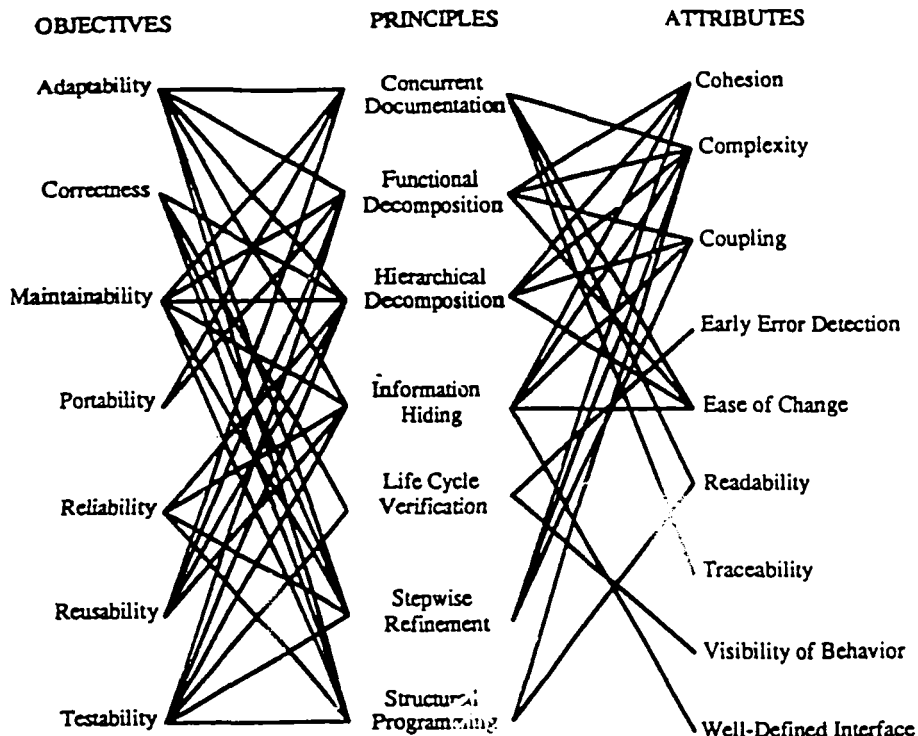 OBJECTIVES
PRINCIPLES
ATTRIBUTES
Adaptability
Correctness
Maintainability
Portability
Reliability
Reusability
Testability
Concurrent
Documentation
Functional
Decomposition
Hierarchical
Decomposition
Information
Hiding
Life Cycle
Verification
Stepwise
Refinement
Structural
Programming
Cohesion
Complexity
Coupling
Early Error Detection
Ease of Change
Readability
Traceability
Visibility of Behavior
Well-Defined Interface